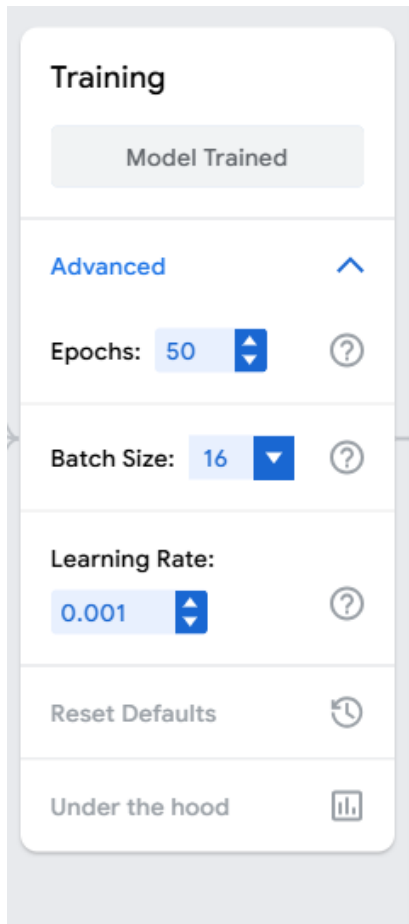 Training
Model Trained
Advanced
Epochs: 50
Batch Size: 16
Learning Rate:
0.001
Reset Defaults
Under the hood